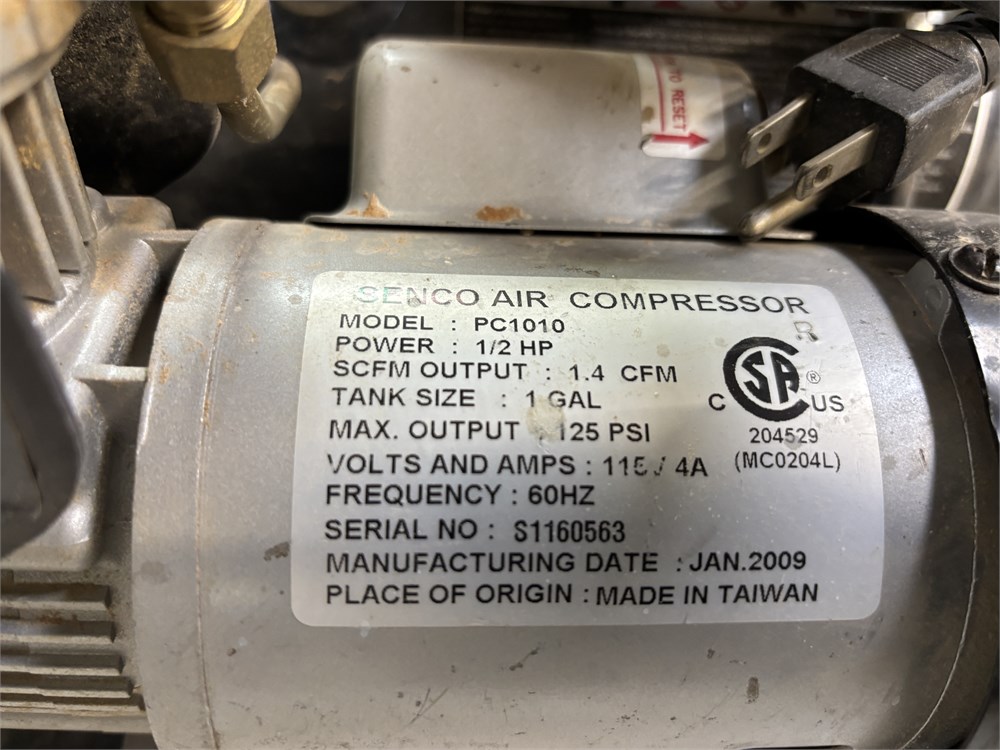 TO RESET
SENCO AIR COMPRESSOR
R
MODEL : PC1010
POWER : 1/2 HP
SCFM OUTPUT : 1.4 CFM
TANK SIZE : 1 GAL
MAX. OUTPUT : 125 PSI
VOLTS AND AMPS : 115 / 4A
FREQUENCY : 60HZ
SERIAL NO : S1160563
MANUFACTURING DATE : JAN.2009
PLACE OF ORIGIN : MADE IN TAIWAN
C SA ® US
204529
(MC0204L)